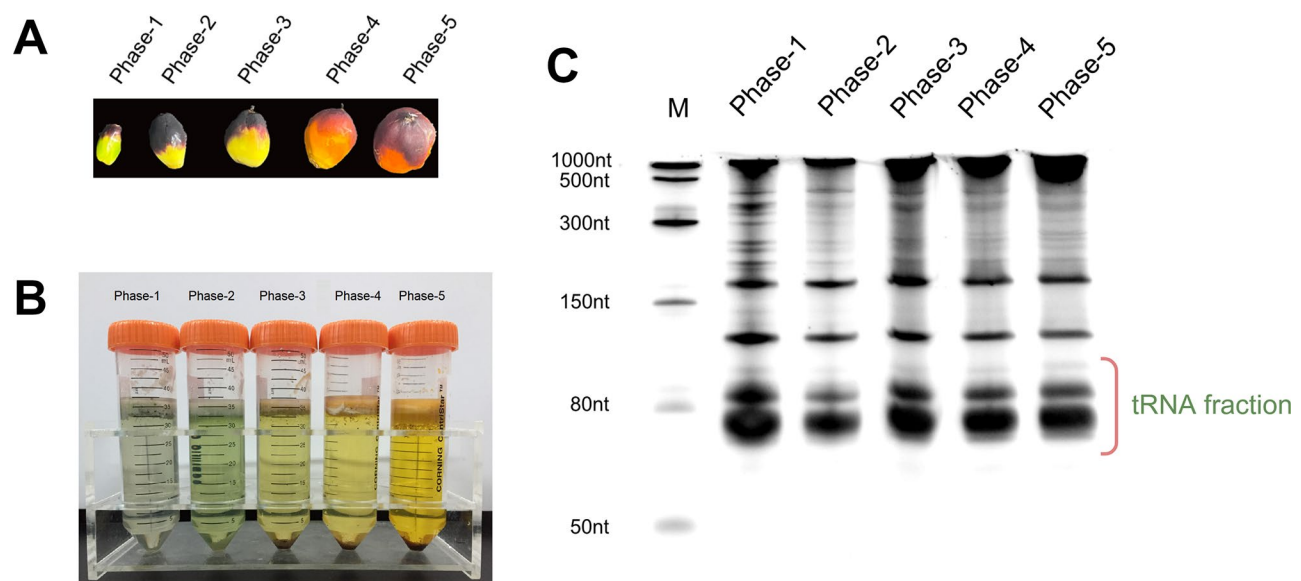 A
Phase-1
Phase-2
Phase-3
Phase-4
Phase-5
B
Phase-1
Phase-2
Phase-3
Phase-4
Phase-5
CORNING CentriStar™
C
M
Phase-1
Phase-2
Phase-3
Phase-4
Phase-5
1000nt
500nt
300nt
150nt
80nt
50nt
tRNA fraction